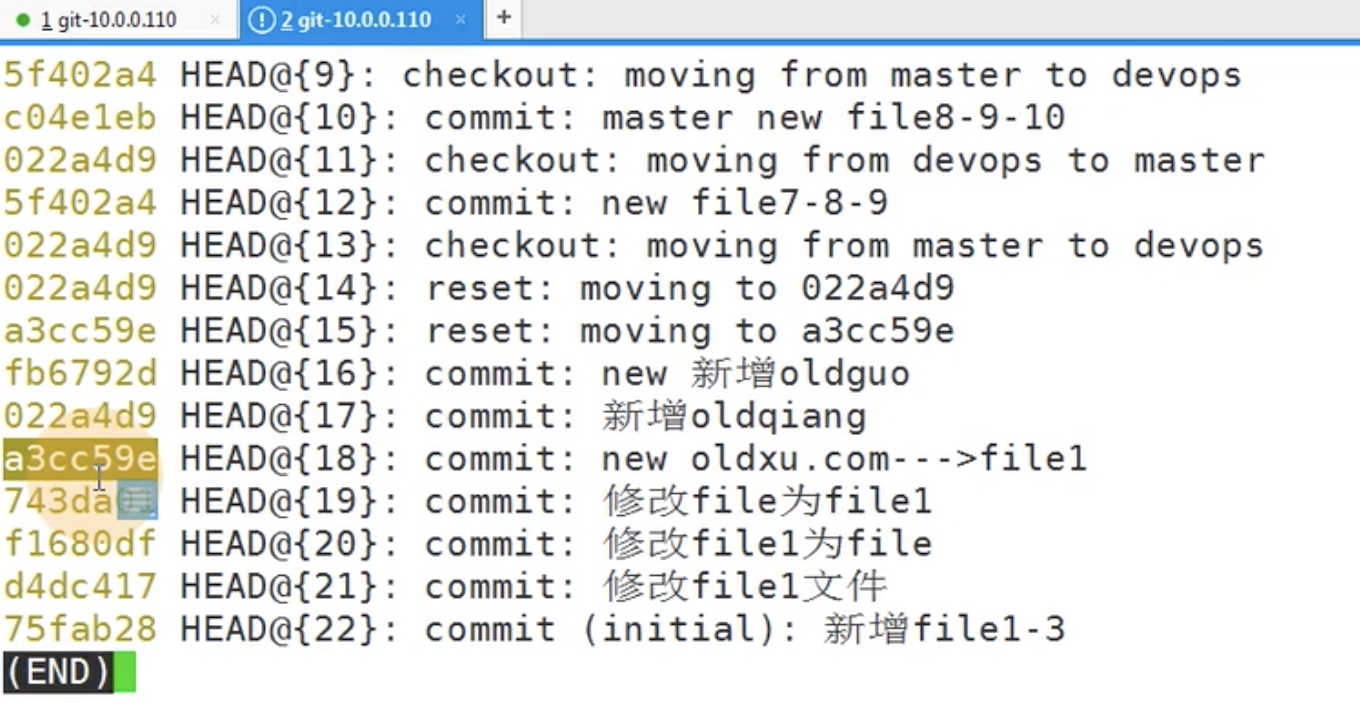 1 git-10.0.0.110 × 2 git-10.0.0.110 × +
5f402a4 HEAD@{9}: checkout: moving from master to devops
c04e1eb HEAD@{10}: commit: master new file8-9-10
022a4d9 HEAD@{11}: checkout: moving from devops to master
5f402a4 HEAD@{12}: commit: new file7-8-9
022a4d9 HEAD@{13}: checkout: moving from master to devops
022a4d9 HEAD@{14}: reset: moving to 022a4d9
a3cc59e HEAD@{15}: reset: moving to a3cc59e
fb6792d HEAD@{16}: commit: new 新增oldguo
022a4d9 HEAD@{17}: commit: 新增oldqiang
a3cc59e HEAD@{18}: commit: new oldxu.com--->file1
HEAD@{19}: commit: 修改file为file1
f1680df HEAD@{20}: commit: 修改file1为file
d4dc417 HEAD@{21}: commit: 修改file1文件
75fab28 HEAD@{22}: commit (initial): 新增file1-3
(END)